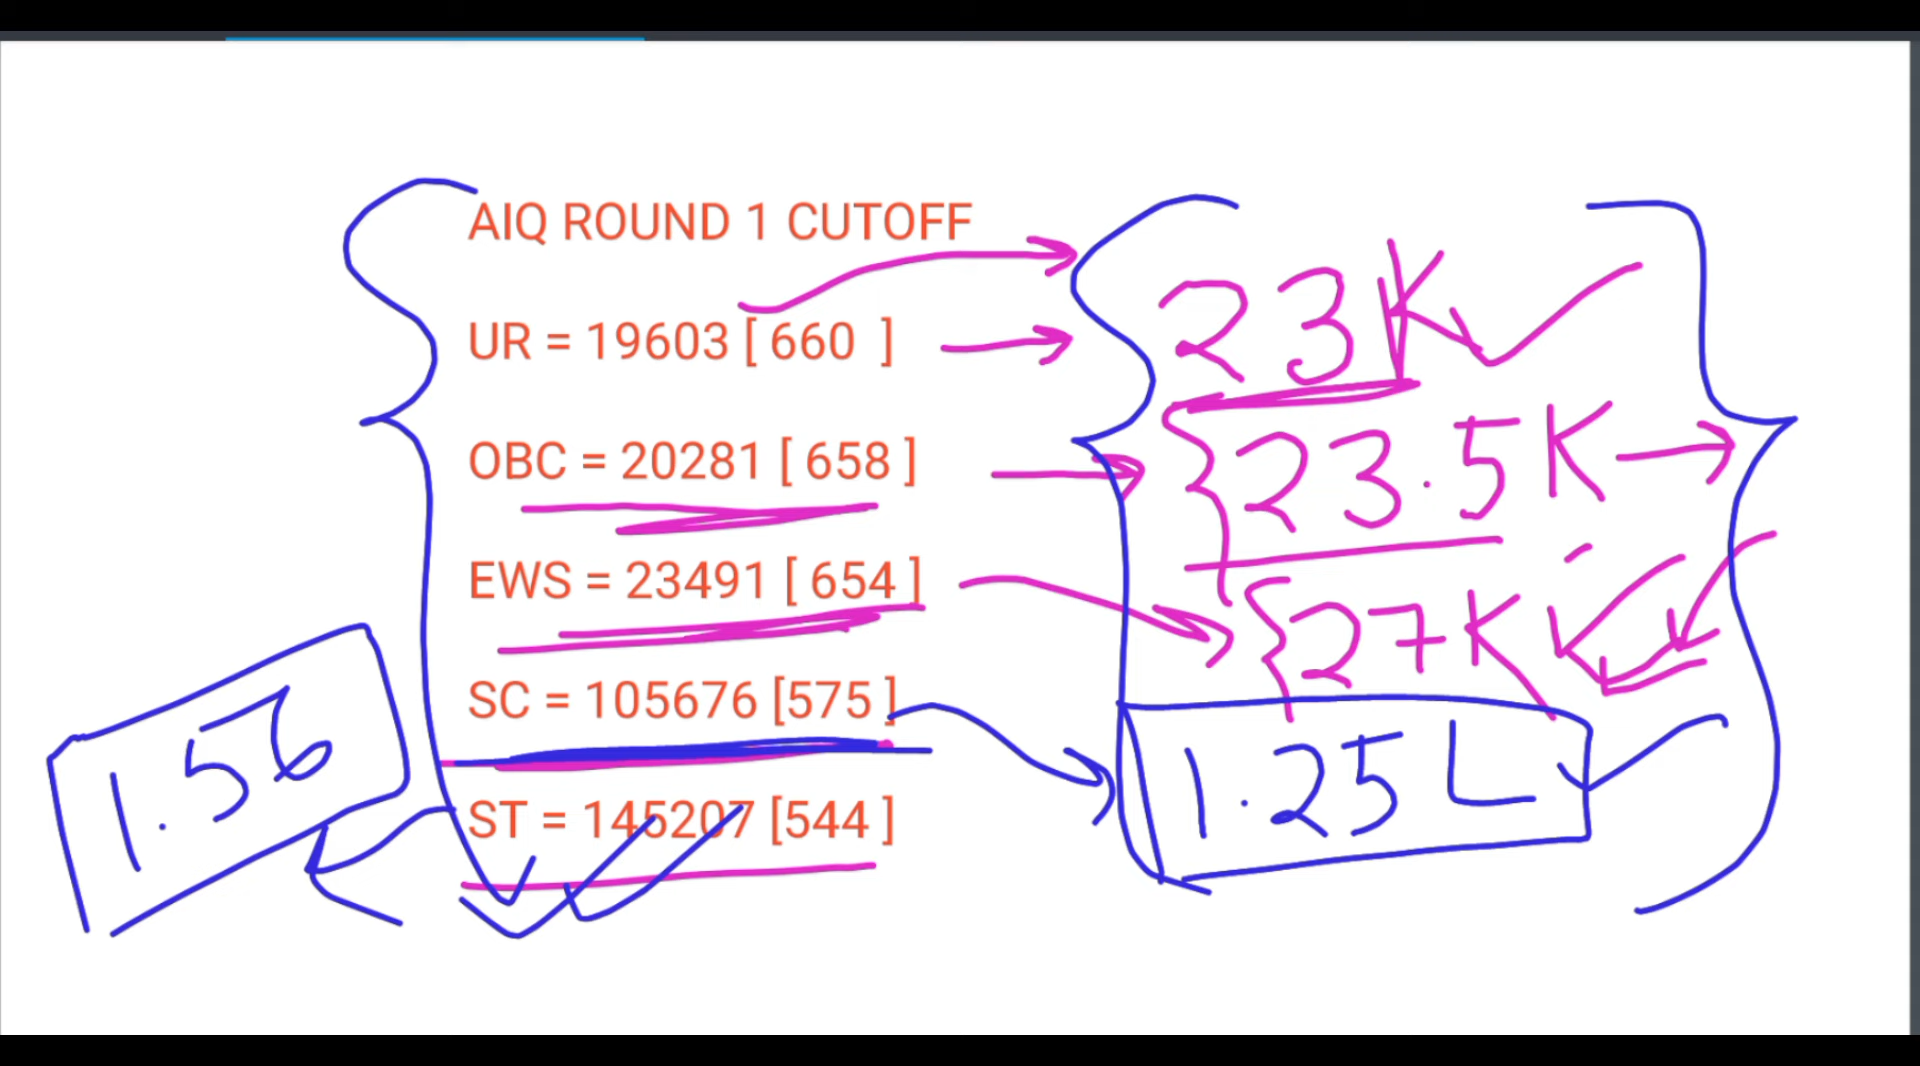 AIQ ROUND 1 CUTOFF
UR = 19603 [ 660 ]
23K
OBC = 20281 [ 658 ]
23.5K
EWS = 23491 [ 654 ]
27K
SC = 105676 [575 ]
1.25 L
ST = 145207 [544 ]
1.56